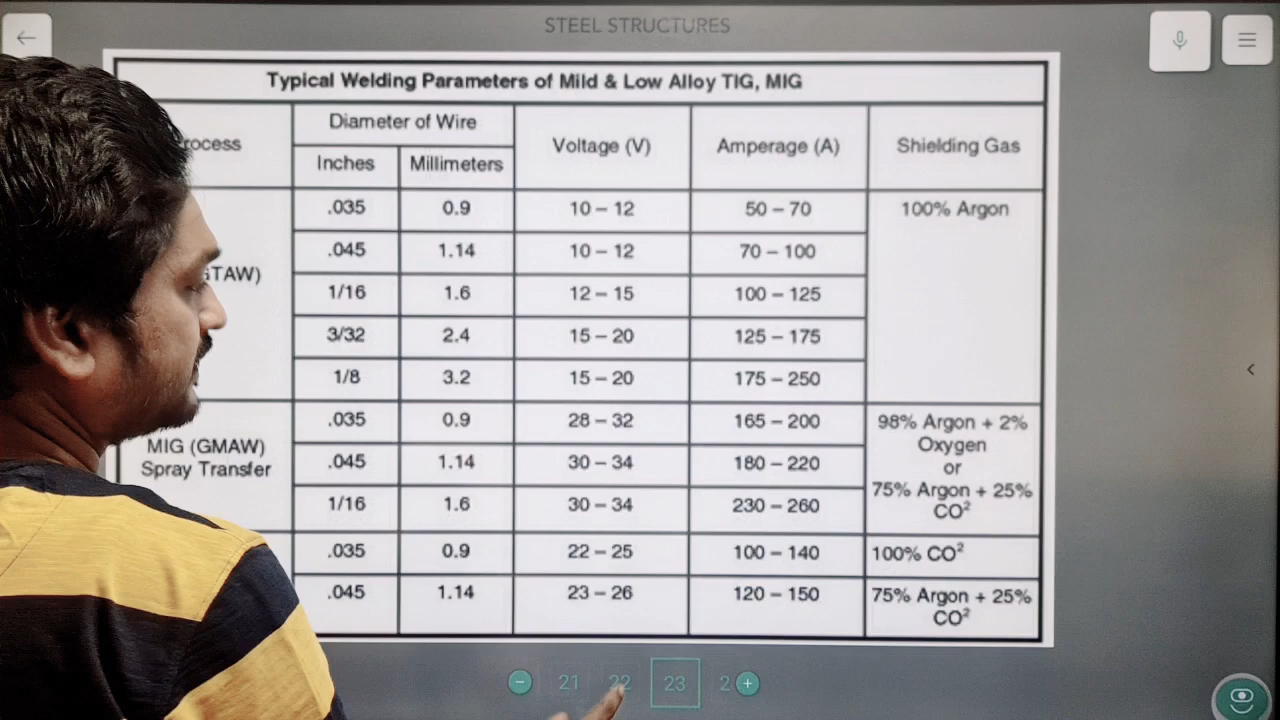 STEEL STRUCTURES
Typical Welding Parameters of Mild & Low Alloy TIG, MIG
Diameter of Wire
Voltage (V)
Amperage (A)
Shielding Gas
Inches
Millimeters
.035 0.9 10 – 12 50 – 70 100% Argon
.045 1.14 10 – 12 70 – 100
1/16 1.6 12 – 15 100 – 125
3/32 2.4 15 – 20 125 – 175
1/8 3.2 15 – 20 175 – 250
MIG (GMAW)
Spray Transfer
.035 0.9 28 – 32 165 – 200
.045 1.14 30 – 34 180 – 220
1/16 1.6 30 – 34 230 – 260
98% Argon + 2%
Oxygen
or
75% Argon + 25%
CO²
.035 0.9 22 – 25 100 – 140 100% CO²
.045 1.14 23 – 26 120 – 150 75% Argon + 25%
CO²
21 22 23 2